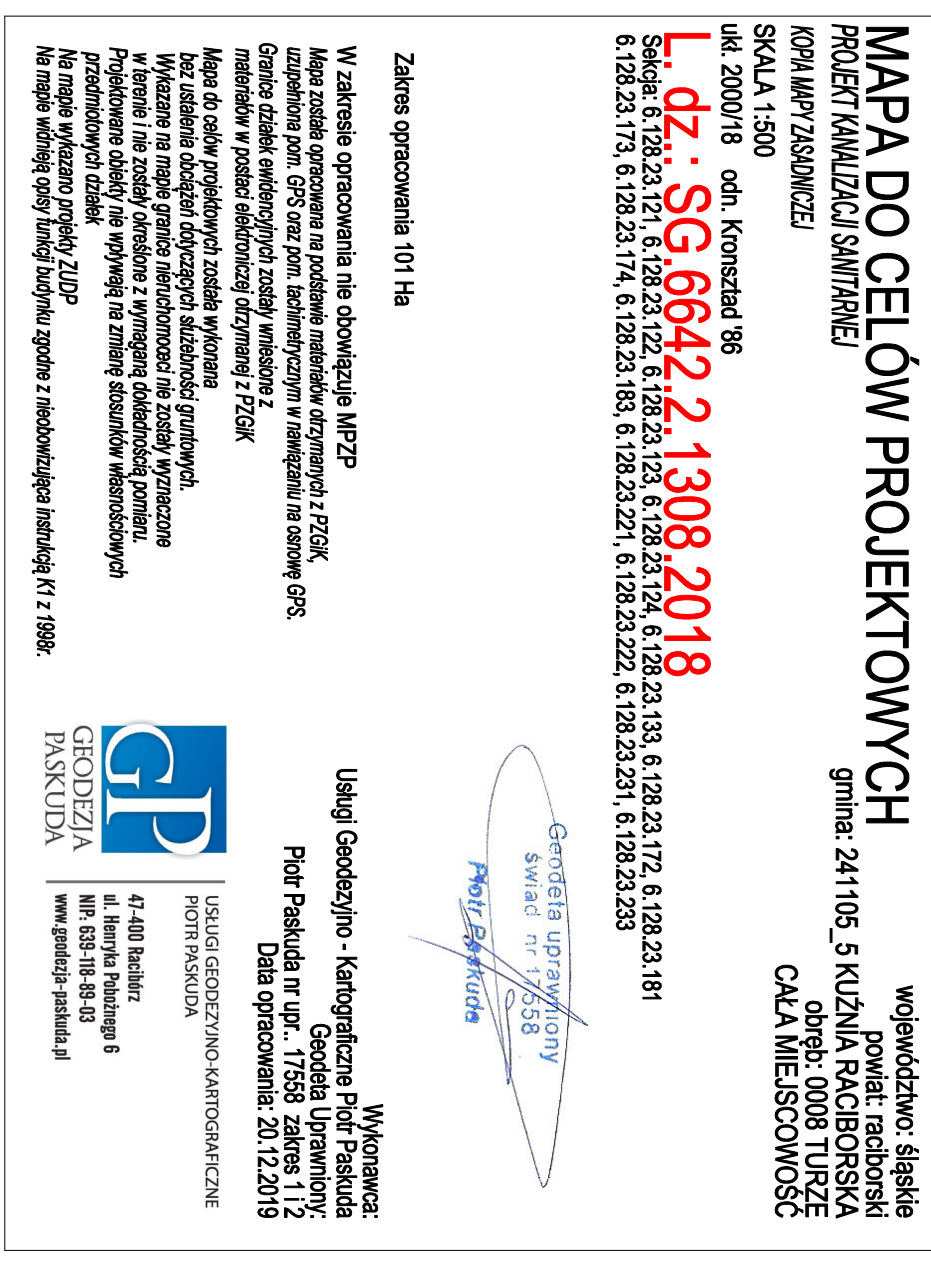 MAPA DO CELÓW PROJEKTOWYCH
PROJEKT KANALIZACJI SANITARNEJ
KOPIA MAPY ZASADNICZEJ
SKALA 1:500
ukł. 2000/18 odn. Kronsztad '86
województwo: śląskie
powiat: raciborski
gmina: 241105_5 KUŹNIA RACIBORSKA
obręb: 0008 TURZE
CAŁA MIEJSCOWOŚĆ
L. dz.: SG.6642.2.1308.2018
Sekcja: 6.128.23.121, 6.128.23.122, 6.128.23.123, 6.128.23.124, 6.128.23.133, 6.128.23.172, 6.128.23.181
6.128.23.173, 6.128.23.174, 6.128.23.183, 6.128.23.221, 6.128.23.222, 6.128.23.231, 6.128.23.233
Geodeta uprawniony
świad nr 17558
Piotr Paskuda
Zakres opracowania 101 Ha
W zakresie opracowania nie obowiązuje MPZP
Mapa została opracowana na podstawie materiałów otrzymanych z PZGiK,
uzupełniona pom. GPS oraz pom. tachimetrycznym w nawiązaniu na osnowę GPS.
Granice działek ewidencyjnych zostały wniesione z
materiałów w postaci elektroniczej otrzymanej z PZGiK
Mapa do celów projektowych została wykonana
bez ustalenia obciążeń dotyczących służebności gruntowych.
Wykazane na mapie granice nieruchomoceci nie zostały wyznaczone
w terenie i nie zostały określone z wymaganą dokładnością pomiaru.
Projektowane obiekty nie wpływają na zmianę stosunków własnościowych
przedmiotowych działek
Na mapie wykazano projekty ZUDP
Na mapie widnieją opisy funkcji budynku zgodne z nieobowizująca instrukcją K1 z 1998r.
Wykonawca:
Usługi Geodezyjno - Kartograficzne Piotr Paskuda
Geodeta Uprawniony:
Piotr Paskuda nr upr.. 17558 zakres 1 i 2
Data opracowania: 20.12.2019
GP
GEODEZJA
PASKUDA
USŁUGI GEODEZYJNO-KARTOGRAFICZNE
PIOTR PASKUDA
47-400 Racibórz
ul. Henryka Pobożnego 6
NIP: 639-118-89-03
www.geodezja-paskuda.pl